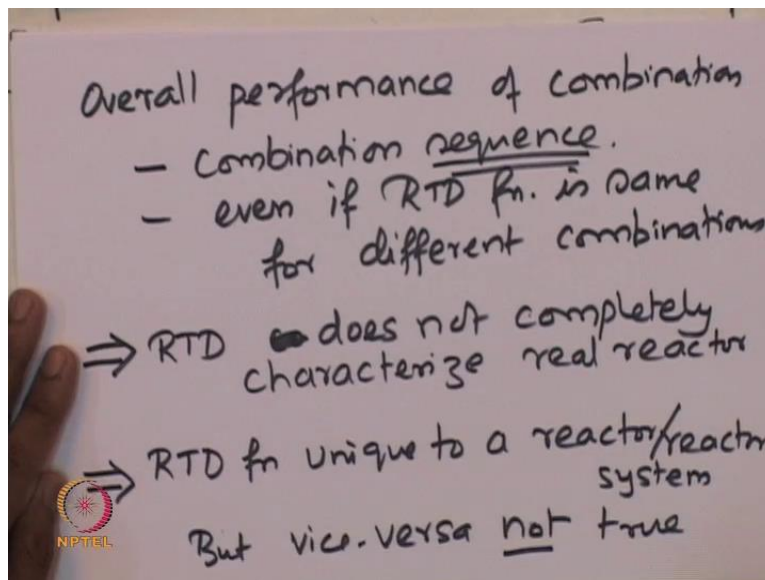 Overall performance of combination
- Combination sequence.
- even if RTD fn. is same
for different combinations
⇒ RTD does not completely
characterize real reactor
⇒ RTD fn unique to a reactor/reactor
system
But vice-versa not true
NPTEL